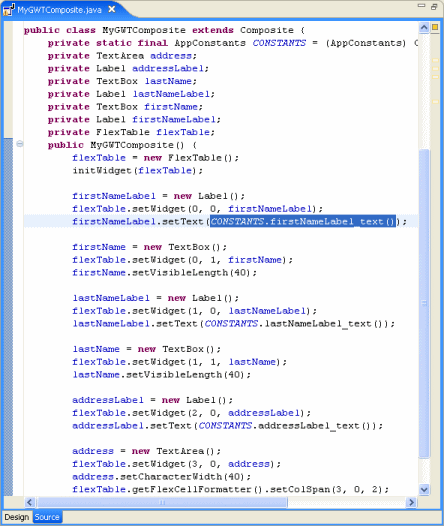 MyGWTComposite.java
public class MyGWTComposite extends Composite {
private static final AppConstants CONSTANTS = (AppConstants)
private TextArea address;
private Label addressLabel;
private TextBox lastName;
private Label lastNameLabel;
private TextBox firstName;
private Label firstNameLabel;
private FlexTable flexTable;
public MyGWTComposite() {
flexTable = new FlexTable();
initWidget(flexTable);
firstNameLabel = new Label();
flexTable.setWidget(0, 0, firstNameLabel);
firstNameLabel.setText(CONSTANTS.firstNameLabel_text());
firstName = new TextBox();
flexTable.setWidget(0, 1, firstName);
firstName.setVisibleLength(40);
lastNameLabel = new Label();
flexTable.setWidget(1, 0, lastNameLabel);
lastNameLabel.setText(CONSTANTS.lastNameLabel_text());
lastName = new TextBox();
flexTable.setWidget(1, 1, lastName);
lastName.setVisibleLength(40);
addressLabel = new Label();
flexTable.setWidget(2, 0, addressLabel);
addressLabel.setText(CONSTANTS.addressLabel_text());
address = new TextArea();
flexTable.setWidget(3, 0, address);
address.setCharacterWidth(40);
flexTable.getFlexCellFormatter().setColSpan(3, 0, 2);
Design Source